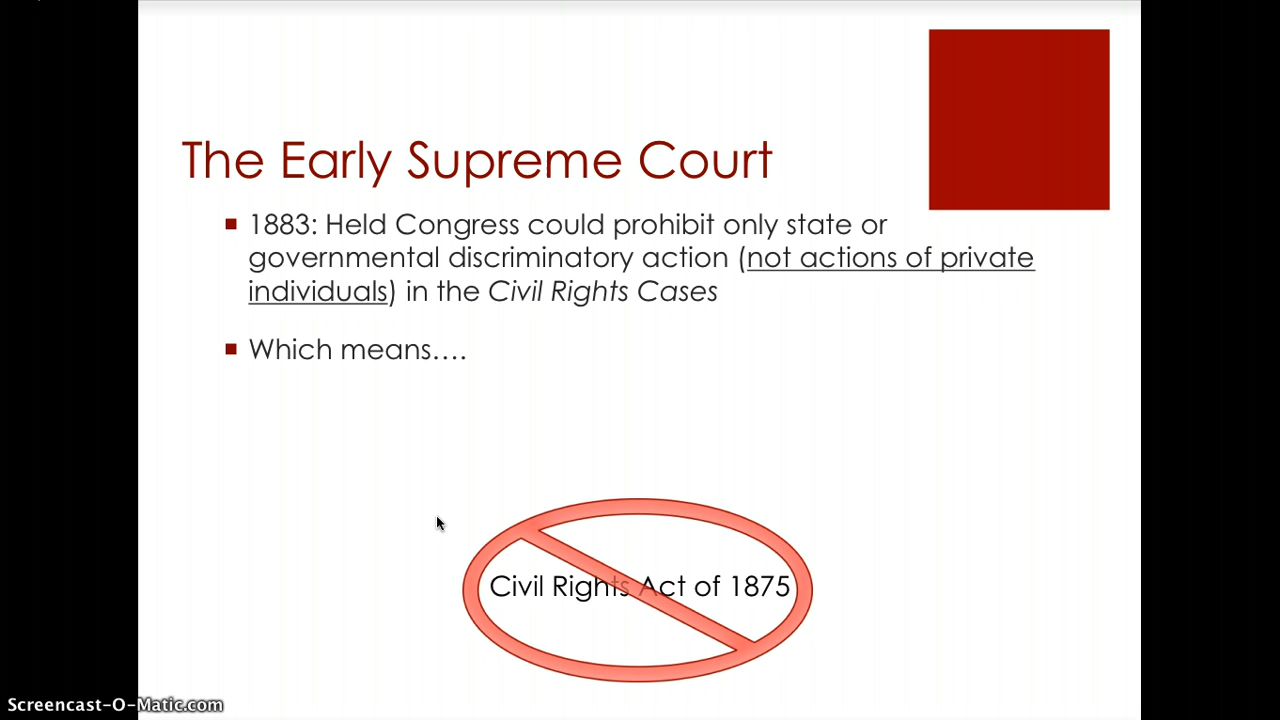 The Early Supreme Court
1883: Held Congress could prohibit only state or
governmental discriminatory action (not actions of private
individuals) in the Civil Rights Cases
Which means….
Civil Rights Act of 1875
Screencast-O-Matic.com